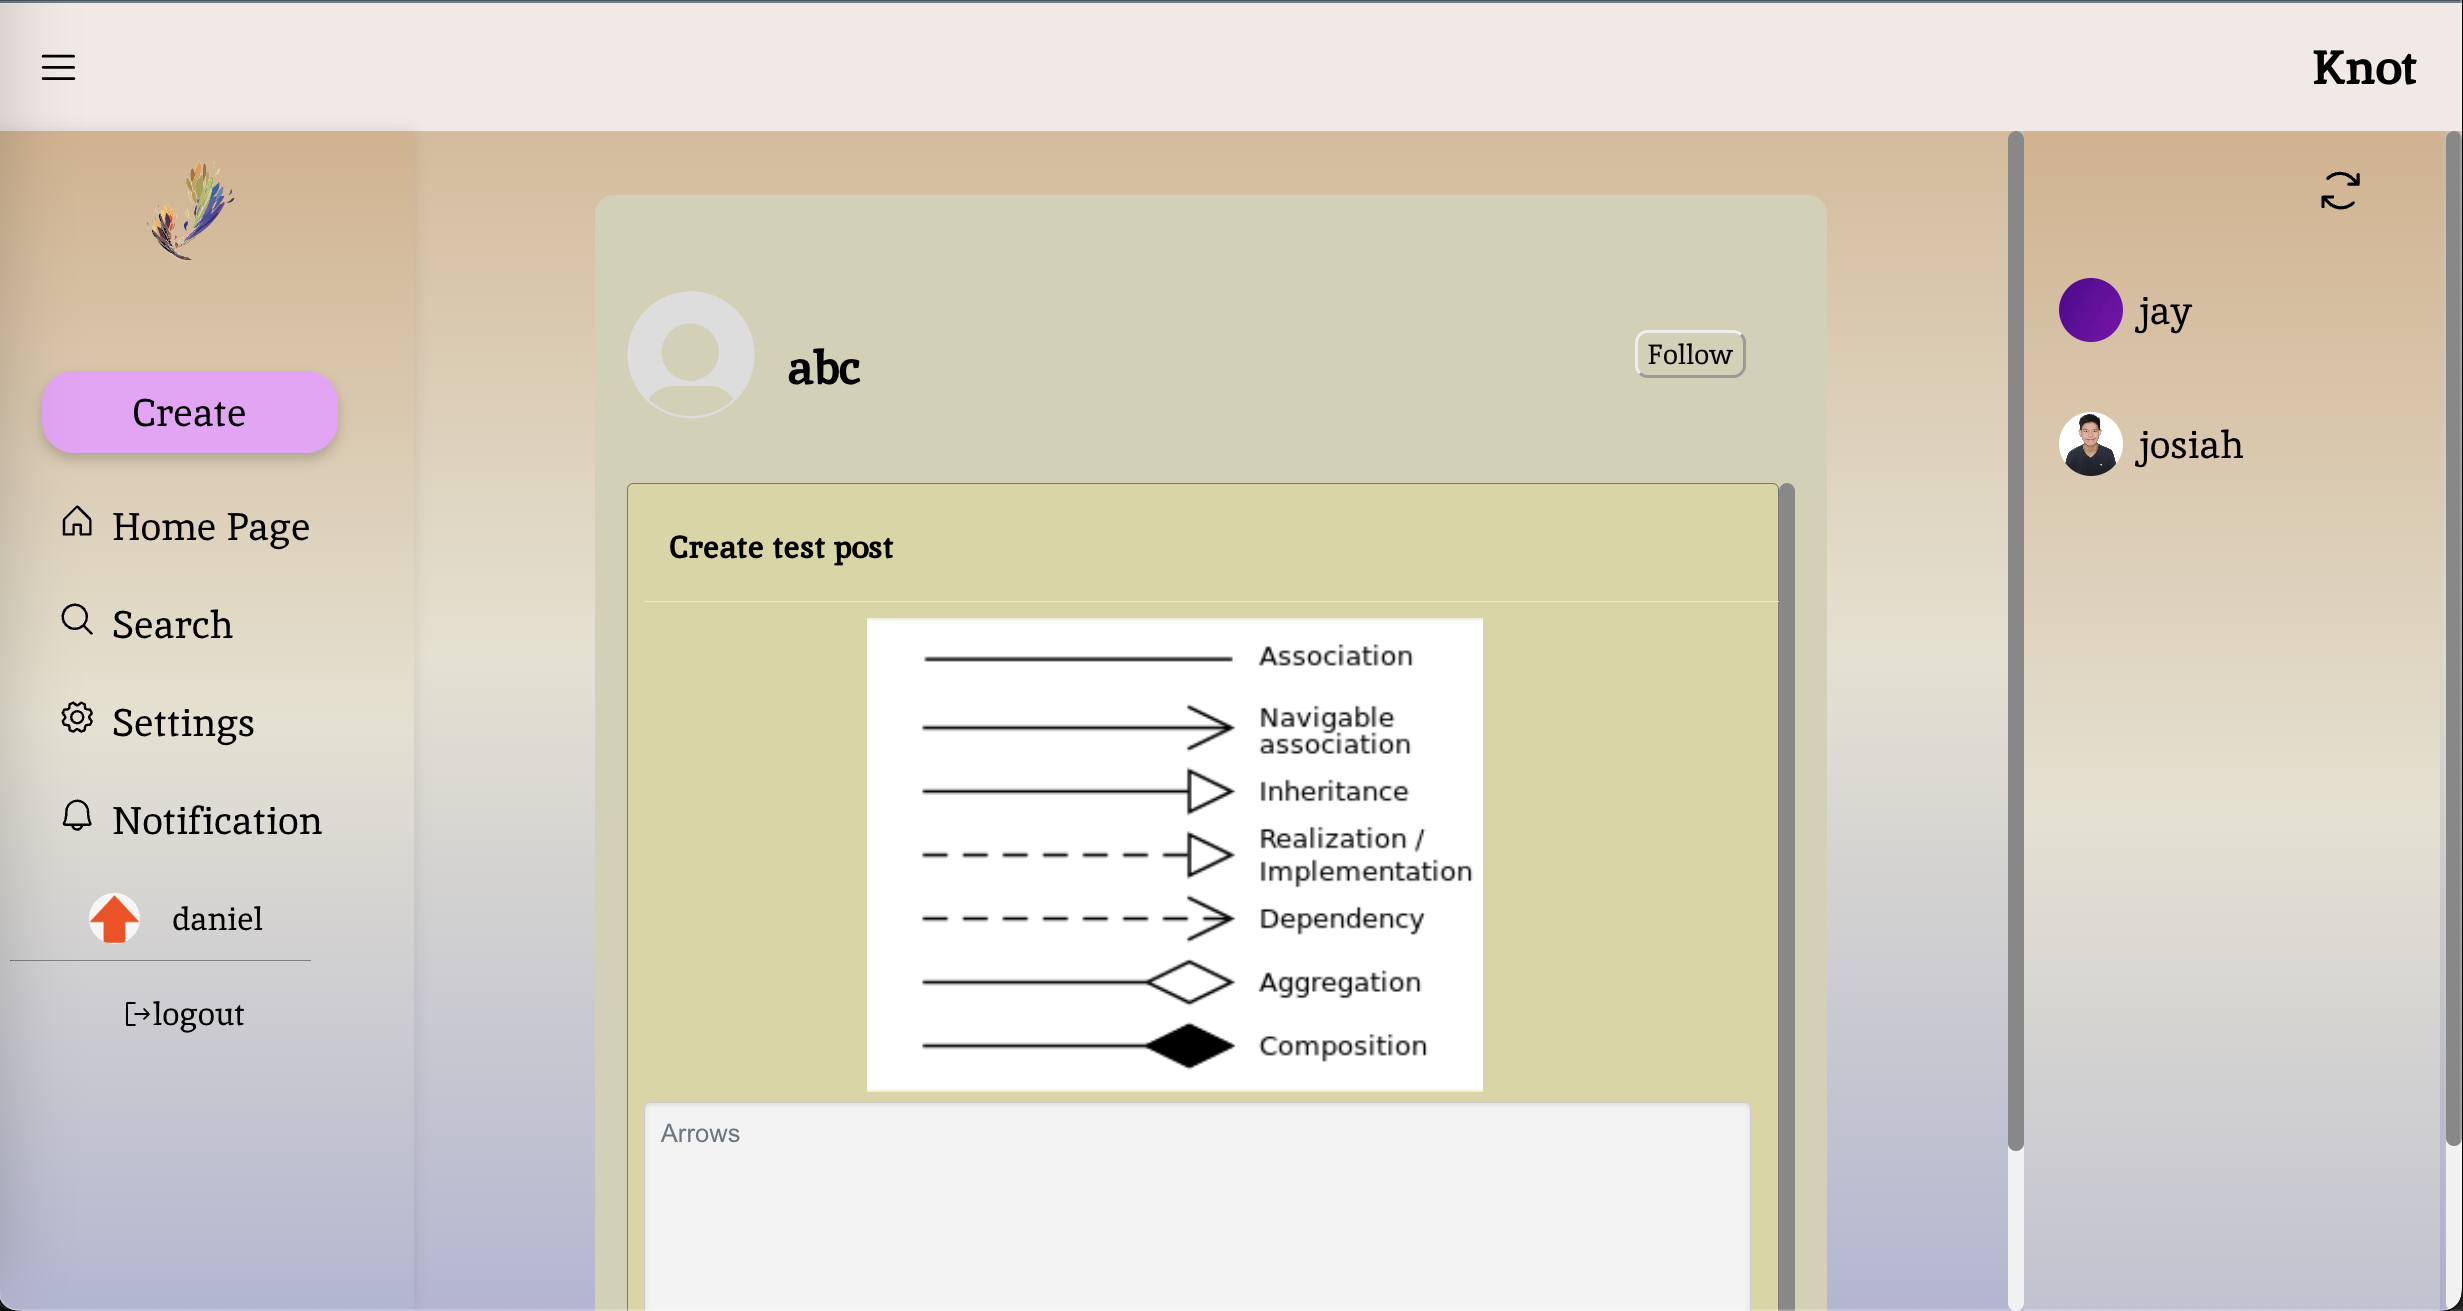 Knot
Create
Home Page
Search
Settings
Notification
daniel
logout
abc
Follow
Create test post
Association
Navigable
association
Inheritance
Realization /
Implementation
Dependency
Aggregation
Composition
Arrows
jay
josiah